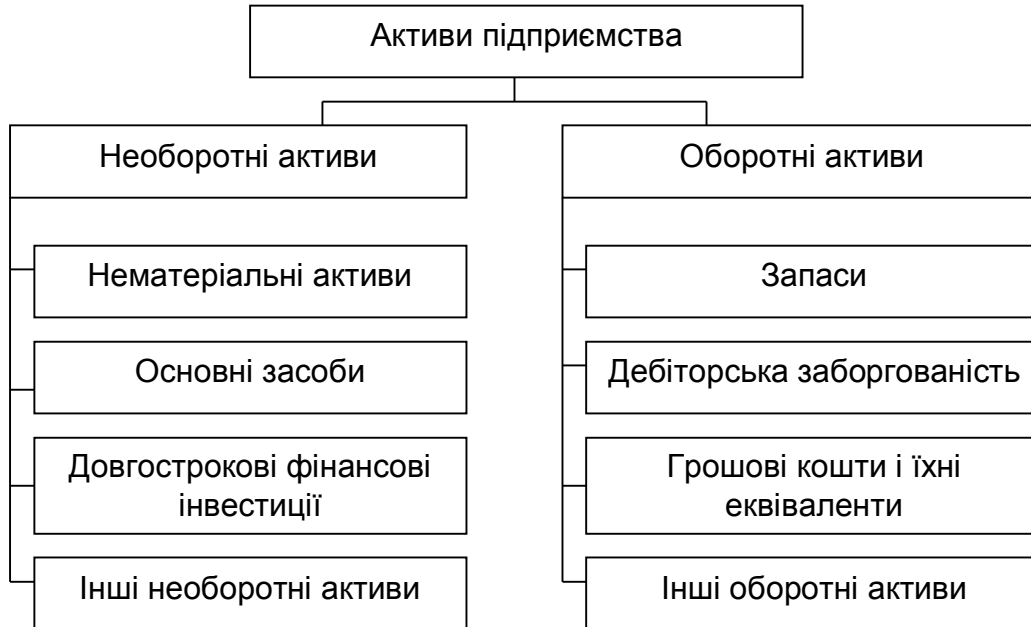 Активи підприємства
Необоротні активи
Оборотні активи
Нематеріальні активи
Запаси
Основні засоби
Дебіторська заборгованість
Довгострокові фінансові
інвестиції
Грошові кошти і їхні
еквіваленти
Інші необоротні активи
Інші оборотні активи